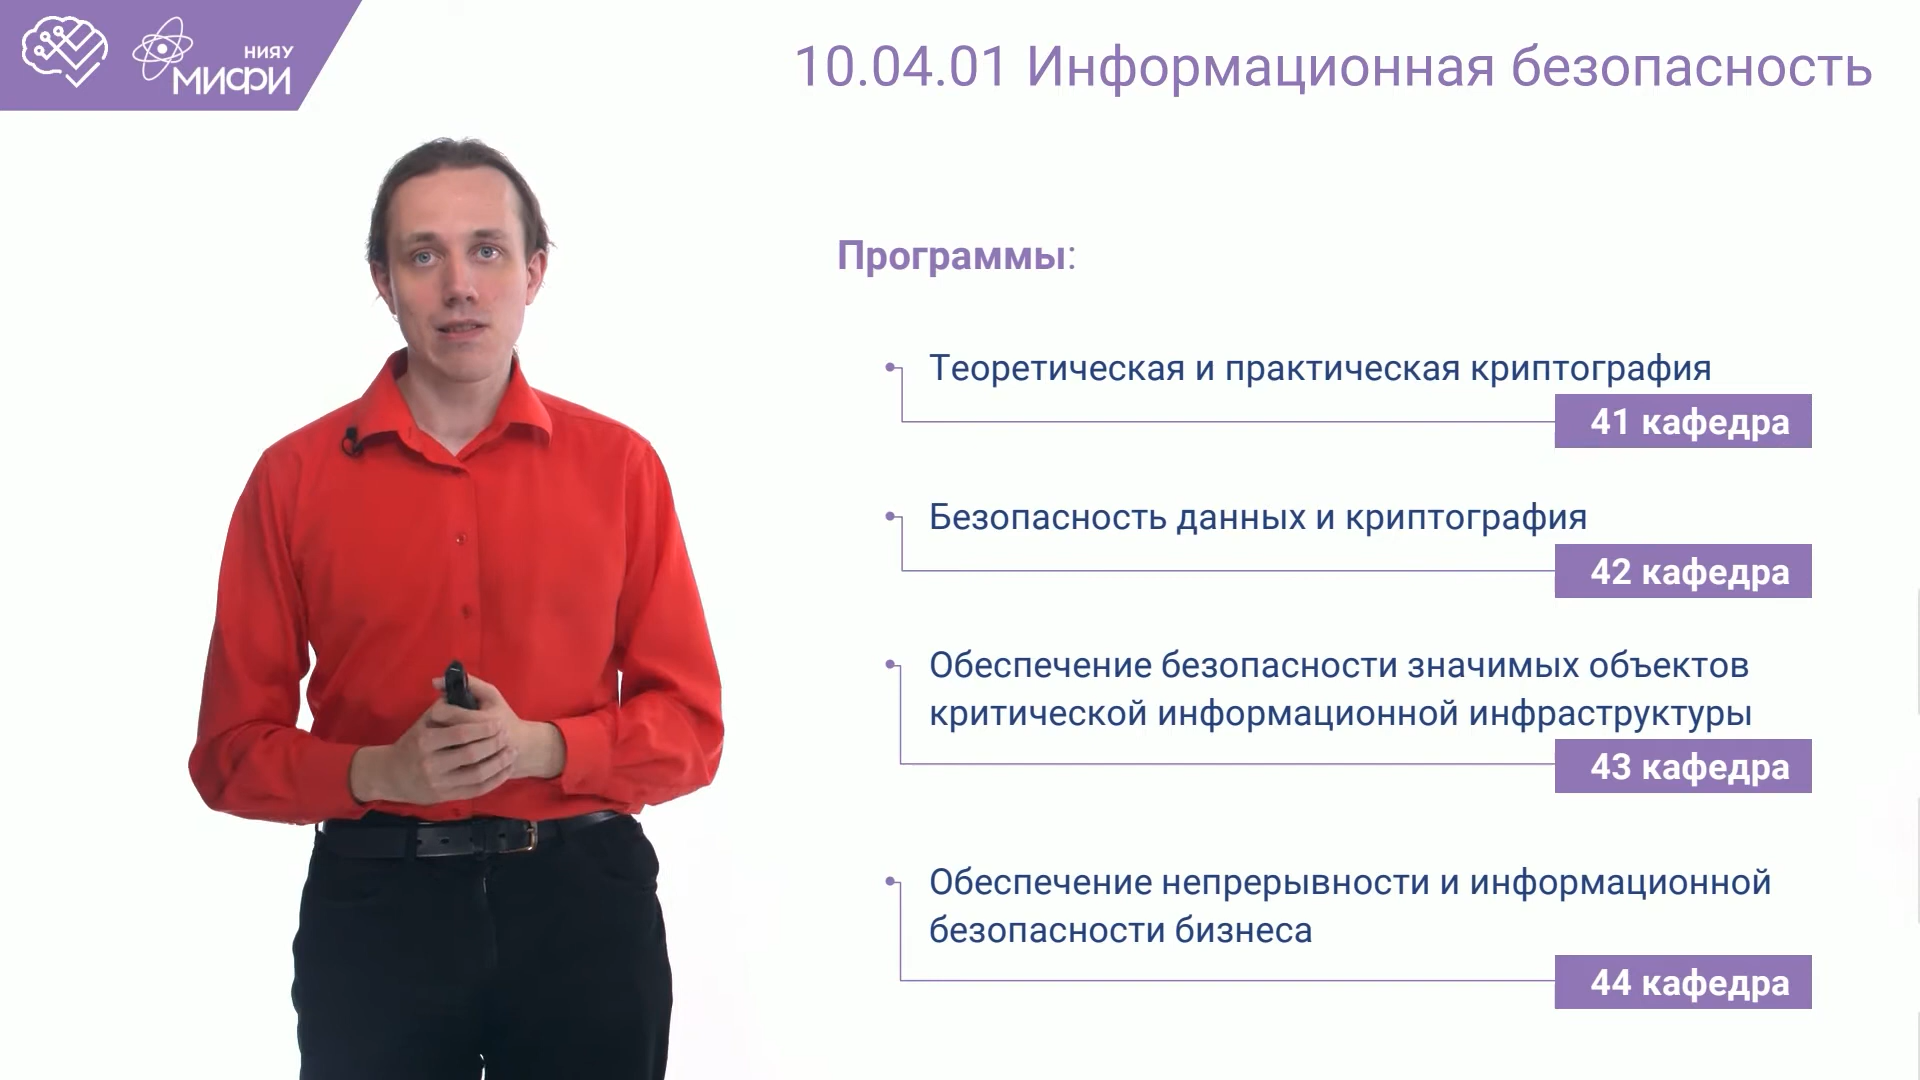 НИЯУ
МИФИ
10.04.01 Информационная безопасность
Программы:
Теоретическая и практическая криптография
41 кафедра
Безопасность данных и криптография
42 кафедра
Обеспечение безопасности значимых объектов
критической информационной инфраструктуры
43 кафедра
Обеспечение непрерывности и информационной
безопасности бизнеса
44 кафедра